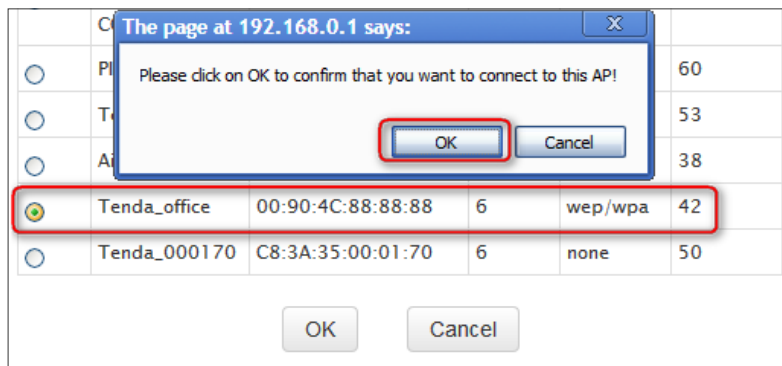 The page at 192.168.0.1 says:
X
Please click on OK to confirm that you want to connect to this AP!
60
53
OK Cancel
38
Tenda_office 00:90:4C:88:88:88 6 wep/wpa 42
Tenda_000170 C8:3A:35:00:01:70 6 none 50
OK Cancel